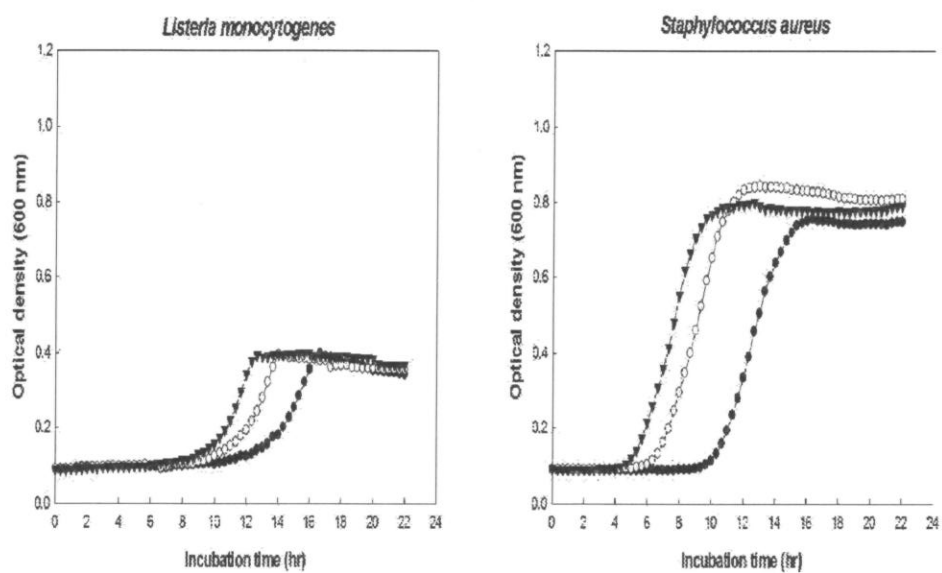 Listeria monocytogenes
Optical density (600 nm)
1.2
1.0
0.8
0.6
0.4
0.2
0.0
0 2 4 6 8 10 12 14 16 18 20 22 24
Incubation time (hr)
Staphylococcus aureus
Optical density (600 nm)
1.2
1.0
0.8
0.6
0.4
0.2
0.0
0 2 4 6 8 10 12 14 16 18 20 22 24
Incubation time (hr)